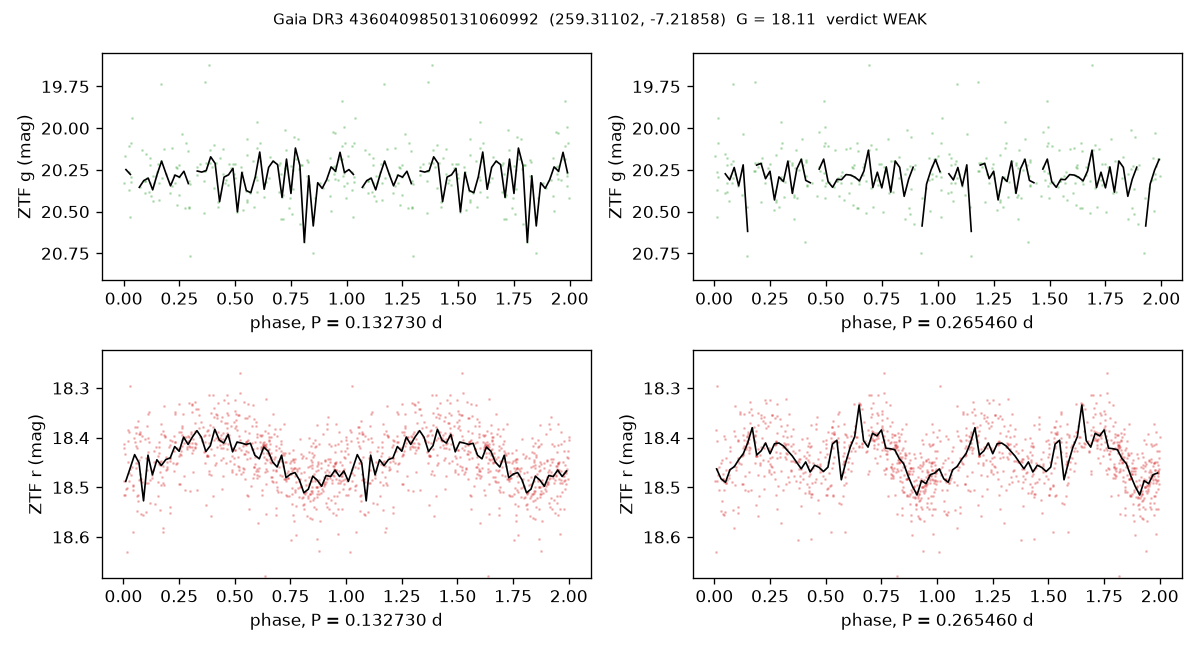 Gaia DR3 4360409850131060992 (259.31102, -7.21858) G = 18.11 verdict WEAK
ZTF g (mag)
19.75
20.00
20.25
20.50
20.75
0.00 0.25 0.50 0.75 1.00 1.25 1.50 1.75 2.00
phase, P = 0.132730 d
ZTF g (mag)
19.75
20.00
20.25
20.50
20.75
0.00 0.25 0.50 0.75 1.00 1.25 1.50 1.75 2.00
phase, P = 0.265460 d
ZTF r (mag)
18.3
18.4
18.5
18.6
0.00 0.25 0.50 0.75 1.00 1.25 1.50 1.75 2.00
phase, P = 0.132730 d
ZTF r (mag)
18.3
18.4
18.5
18.6
0.00 0.25 0.50 0.75 1.00 1.25 1.50 1.75 2.00
phase, P = 0.265460 d